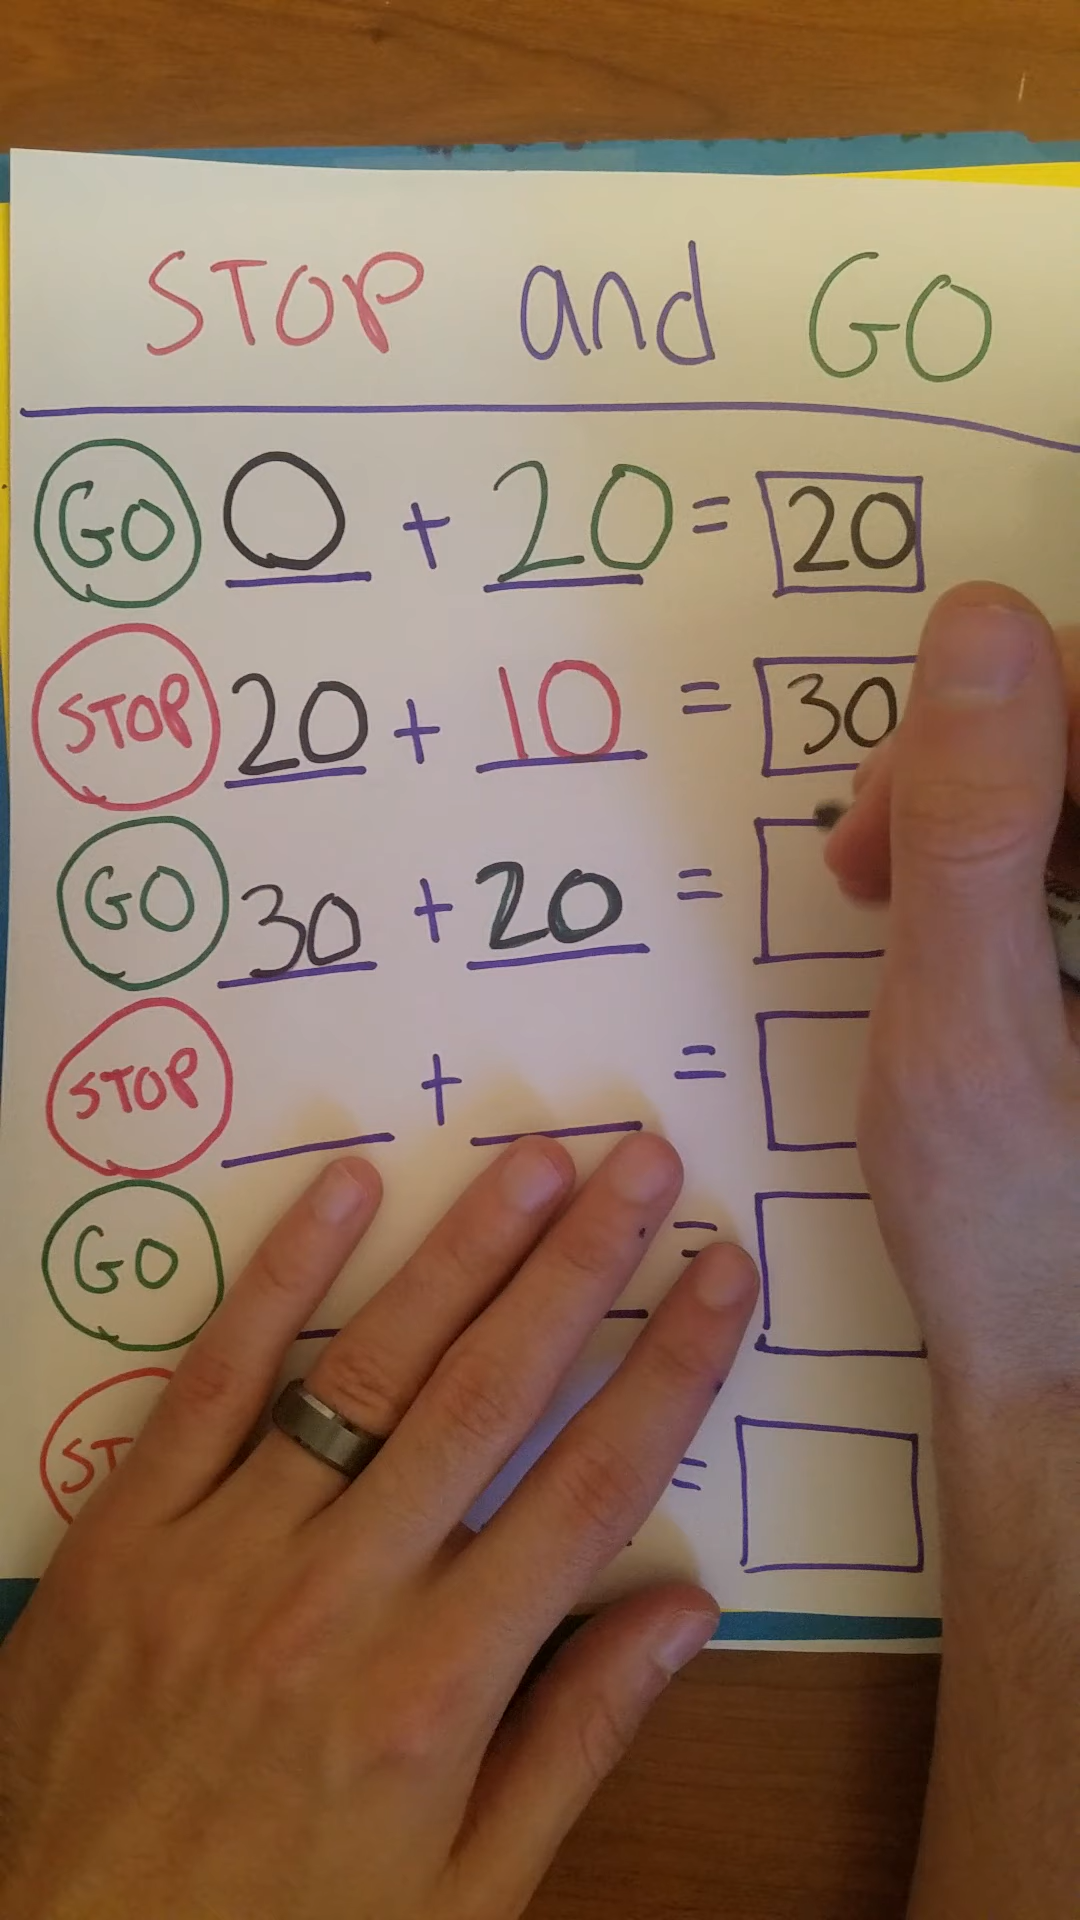 STOP and GO
GO 0 + 20 = 20
STOP 20 + 10 = 30
GO 30 + 20 =
STOP + =
GO =
=